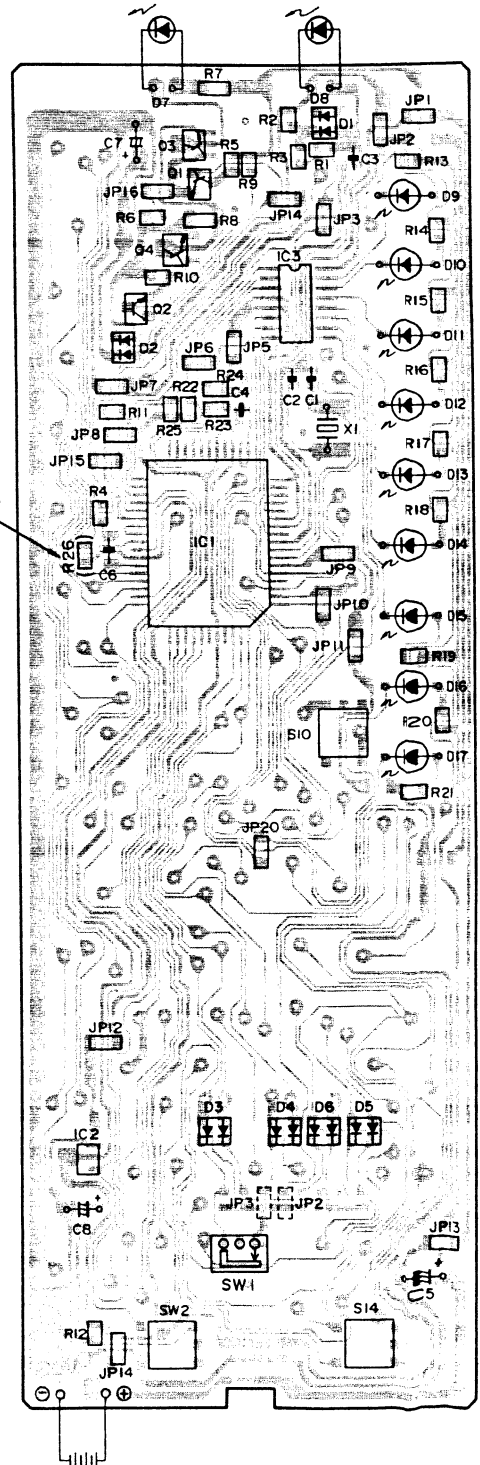 D7
R7
D8
R2
D1
JP1
C7
+
Q3
R5
R9
R3
R1
C3
JP2
R13
Q1
JP16
JP14
D9
R6
R8
JP3
R14
Q4
IC3
D10
R10
R15
Q2
D11
D2
JP6
JP5
R16
JP7
R24
R22
C4
C2
C1
D12
R11
R25
R23
X1
JP8
R17
JP15
D13
R4
R18
IC1
D14
R26
C6
JP9
JP10
D15
JP11
R19
D16
S10
R20
D17
R21
JP20
JP12
D3
D4
D6
D5
IC2
+
C8
JP3
JP2
JP13
SW1
+
C5
SW2
S14
R12
JP14
−
+